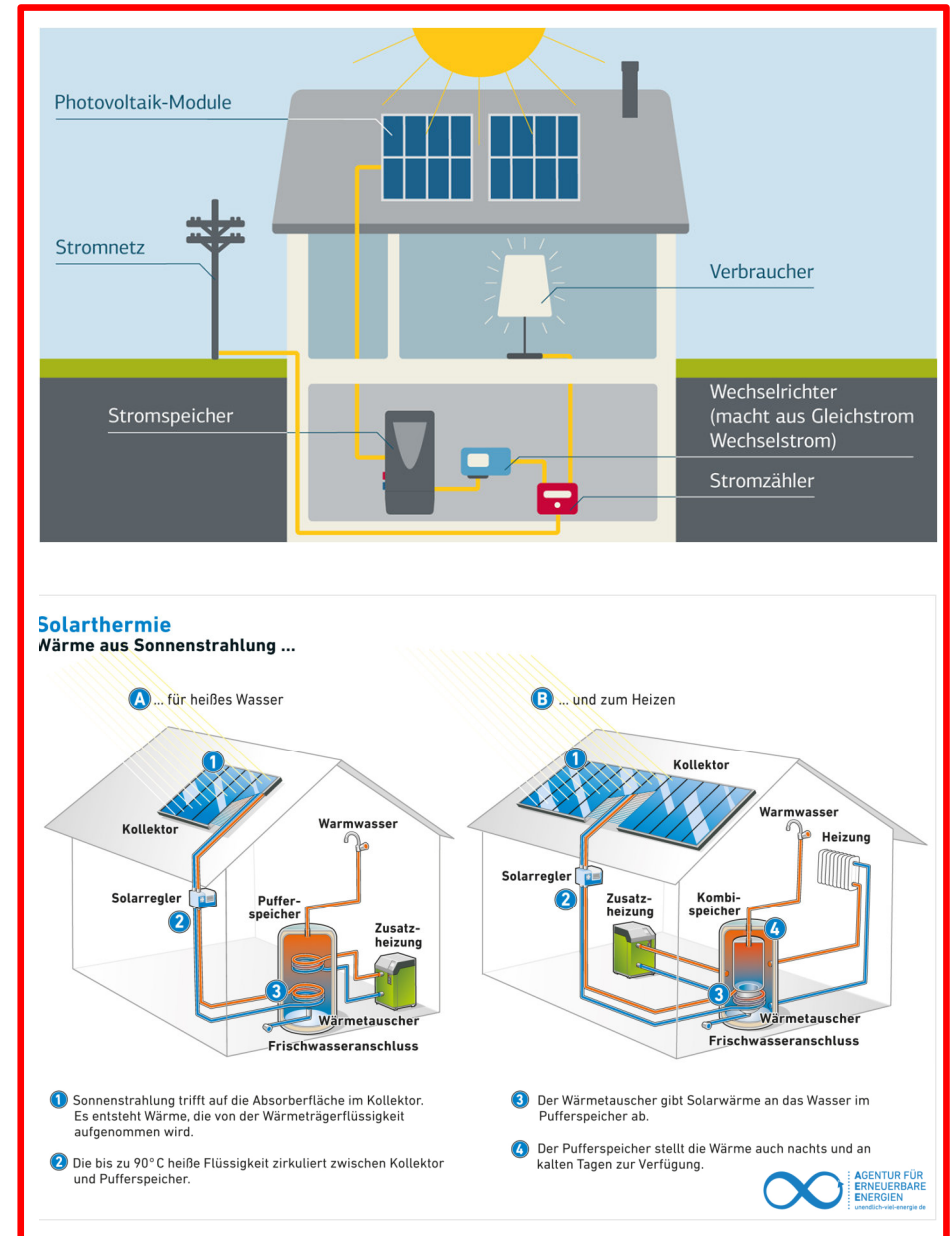 Photovoltaik-Module
Stromnetz
Verbraucher
Stromspeicher
Wechselrichter
(macht aus Gleichstrom
Wechselstrom)
Stromzähler
Solarthermie
Wärme aus Sonnenstrahlung ...
A ... für heißes Wasser
1
Kollektor
Warmwasser
Solarregler
2
Puffer-
speicher
Zusatz-
heizung
3
Wärmetauscher
Frischwasseranschluss
B ... und zum Heizen
1
Kollektor
Warmwasser
Heizung
Solarregler
2
Zusatz-
heizung
Kombi-
speicher
4
3
Wärmetauscher
Frischwasseranschluss
1 Sonnenstrahlung trifft auf die Absorberfläche im Kollektor.
Es entsteht Wärme, die von der Wärmeträgerflüssigkeit
aufgenommen wird.
2 Die bis zu 90°C heiße Flüssigkeit zirkuliert zwischen Kollektor
und Pufferspeicher.
3 Der Wärmetauscher gibt Solarwärme an das Wasser im
Pufferspeicher ab.
4 Der Pufferspeicher stellt die Wärme auch nachts und an
kalten Tagen zur Verfügung.
AGENTUR FÜR
ERNEUERBARE
ENERGIEN
unendlich-viel-energie.de